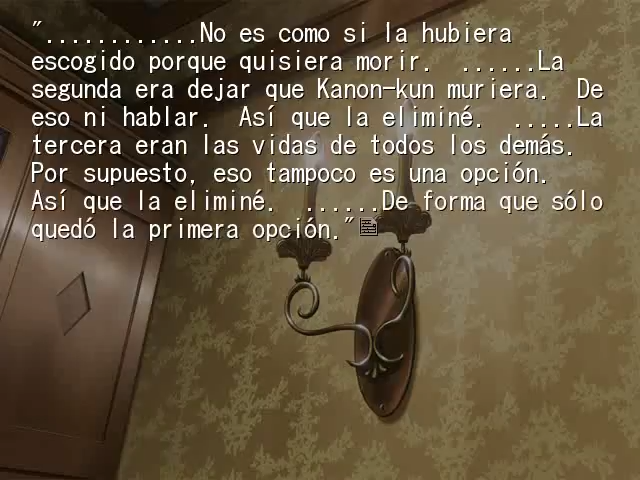 "............No es como si la hubiera
escogido porque quisiera morir.  ......La
segunda era dejar que Kanon-kun muriera.  De
eso ni hablar.  Así que la eliminé.  .....La
tercera eran las vidas de todos los demás.
Por supuesto, eso tampoco es una opción.
Así que la eliminé.  ......De forma que sólo
quedó la primera opción."